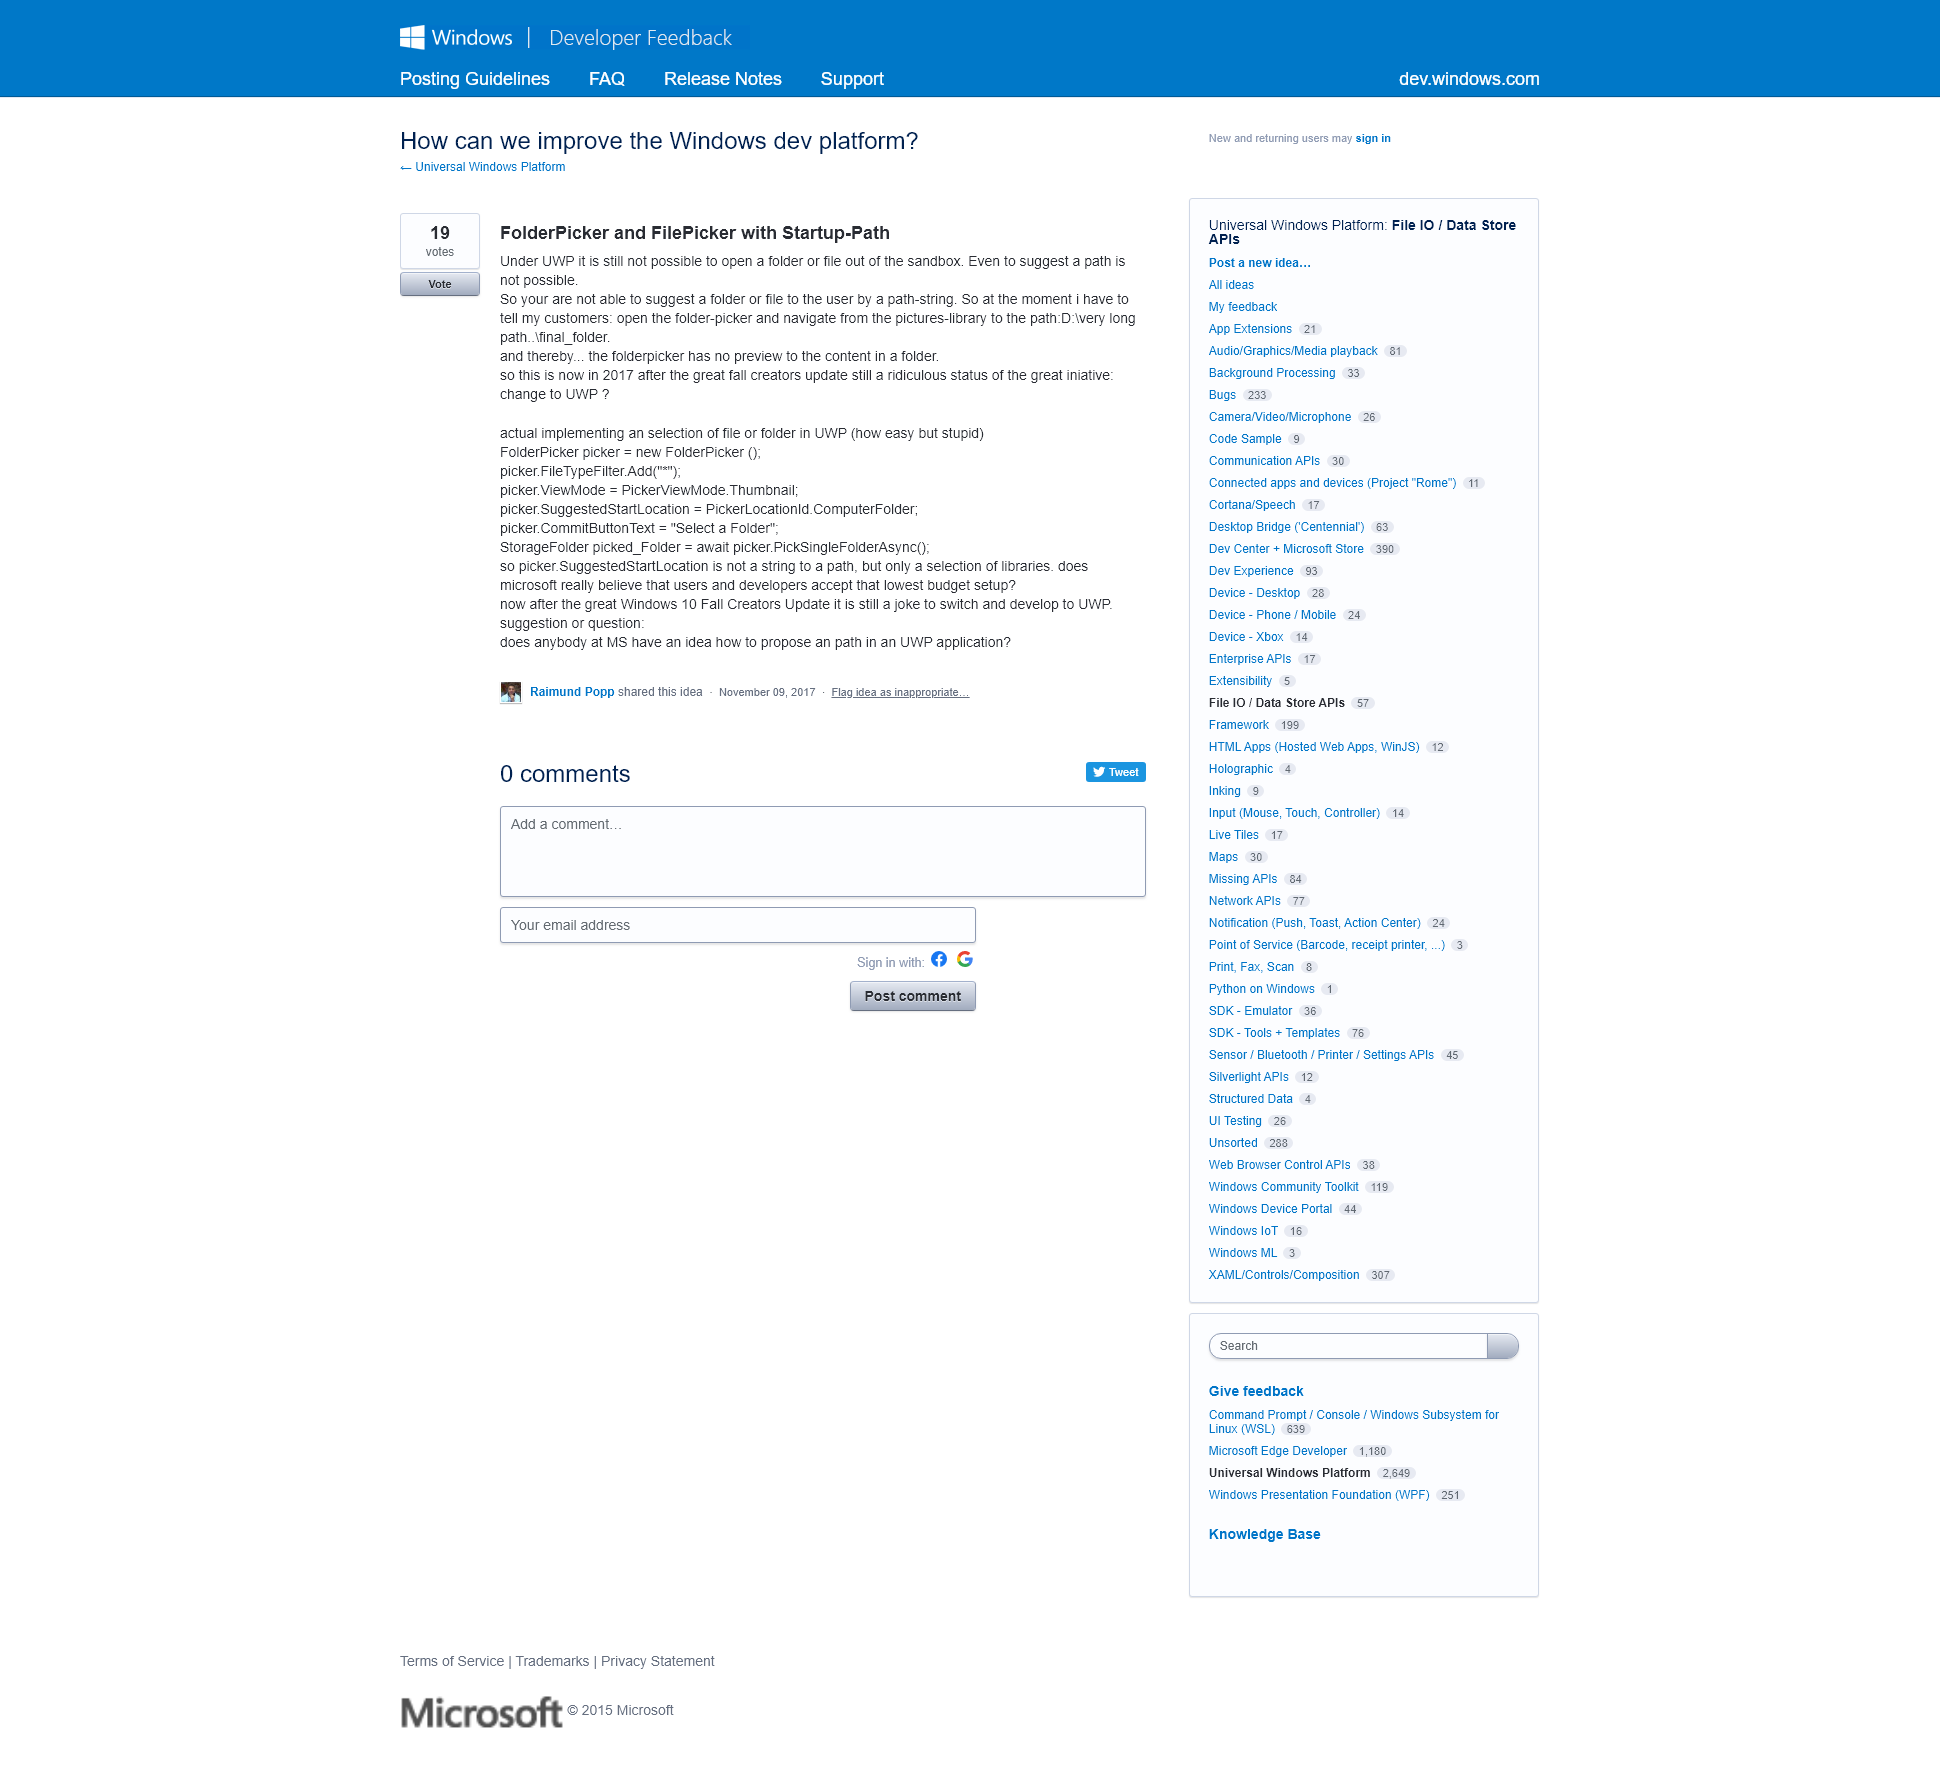 Windows | Developer Feedback
Posting Guidelines FAQ Release Notes Support dev.windows.com
How can we improve the Windows dev platform?
← Universal Windows Platform
New and returning users may sign in
19
votes
Vote
FolderPicker and FilePicker with Startup-Path
Under UWP it is still not possible to open a folder or file out of the sandbox. Even to suggest a path is
not possible.
So your are not able to suggest a folder or file to the user by a path-string. So at the moment i have to
tell my customers: open the folder-picker and navigate from the pictures-library to the path:D:\very long
path..\final_folder.
and thereby... the folderpicker has no preview to the content in a folder.
so this is now in 2017 after the great fall creators update still a ridiculous status of the great iniative:
change to UWP ?
actual implementing an selection of file or folder in UWP (how easy but stupid)
FolderPicker picker = new FolderPicker ();
picker.FileTypeFilter.Add("*");
picker.ViewMode = PickerViewMode.Thumbnail;
picker.SuggestedStartLocation = PickerLocationId.ComputerFolder;
picker.CommitButtonText = "Select a Folder";
StorageFolder picked_Folder = await picker.PickSingleFolderAsync();
so picker.SuggestedStartLocation is not a string to a path, but only a selection of libraries. does
microsoft really believe that users and developers accept that lowest budget setup?
now after the great Windows 10 Fall Creators Update it is still a joke to switch and develop to UWP.
suggestion or question:
does anybody at MS have an idea how to propose an path in an UWP application?
Raimund Popp shared this idea · November 09, 2017 · Flag idea as inappropriate…
0 comments
Tweet
Add a comment…
Your email address
Sign in with:
Post comment
Universal Windows Platform: File IO / Data Store
APIs
Post a new idea…
All ideas
My feedback
App Extensions 21
Audio/Graphics/Media playback 81
Background Processing 33
Bugs 233
Camera/Video/Microphone 26
Code Sample 9
Communication APIs 30
Connected apps and devices (Project "Rome") 11
Cortana/Speech 17
Desktop Bridge ('Centennial') 63
Dev Center + Microsoft Store 390
Dev Experience 93
Device - Desktop 28
Device - Phone / Mobile 24
Device - Xbox 14
Enterprise APIs 17
Extensibility 5
File IO / Data Store APIs 57
Framework 199
HTML Apps (Hosted Web Apps, WinJS) 12
Holographic 4
Inking 9
Input (Mouse, Touch, Controller) 14
Live Tiles 17
Maps 30
Missing APIs 84
Network APIs 77
Notification (Push, Toast, Action Center) 24
Point of Service (Barcode, receipt printer, ...) 3
Print, Fax, Scan 8
Python on Windows 1
SDK - Emulator 36
SDK - Tools + Templates 76
Sensor / Bluetooth / Printer / Settings APIs 45
Silverlight APIs 12
Structured Data 4
UI Testing 26
Unsorted 288
Web Browser Control APIs 38
Windows Community Toolkit 119
Windows Device Portal 44
Windows IoT 16
Windows ML 3
XAML/Controls/Composition 307
Search
Give feedback
Command Prompt / Console / Windows Subsystem for
Linux (WSL) 639
Microsoft Edge Developer 1,180
Universal Windows Platform 2,649
Windows Presentation Foundation (WPF) 251
Knowledge Base
Terms of Service | Trademarks | Privacy Statement
Microsoft © 2015 Microsoft